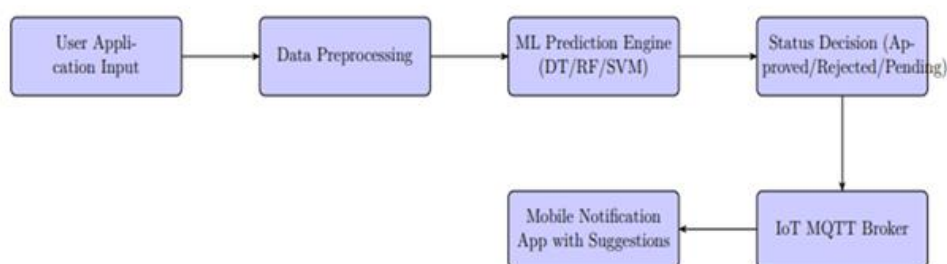 User Appli-
cation Input
Data Preprocessing
ML Prediction Engine
(DT/RF/SVM)
Status Decision (Ap-
proved/Rejected/Pending)
Mobile Notification
App with Suggestions
IoT MQTT Broker